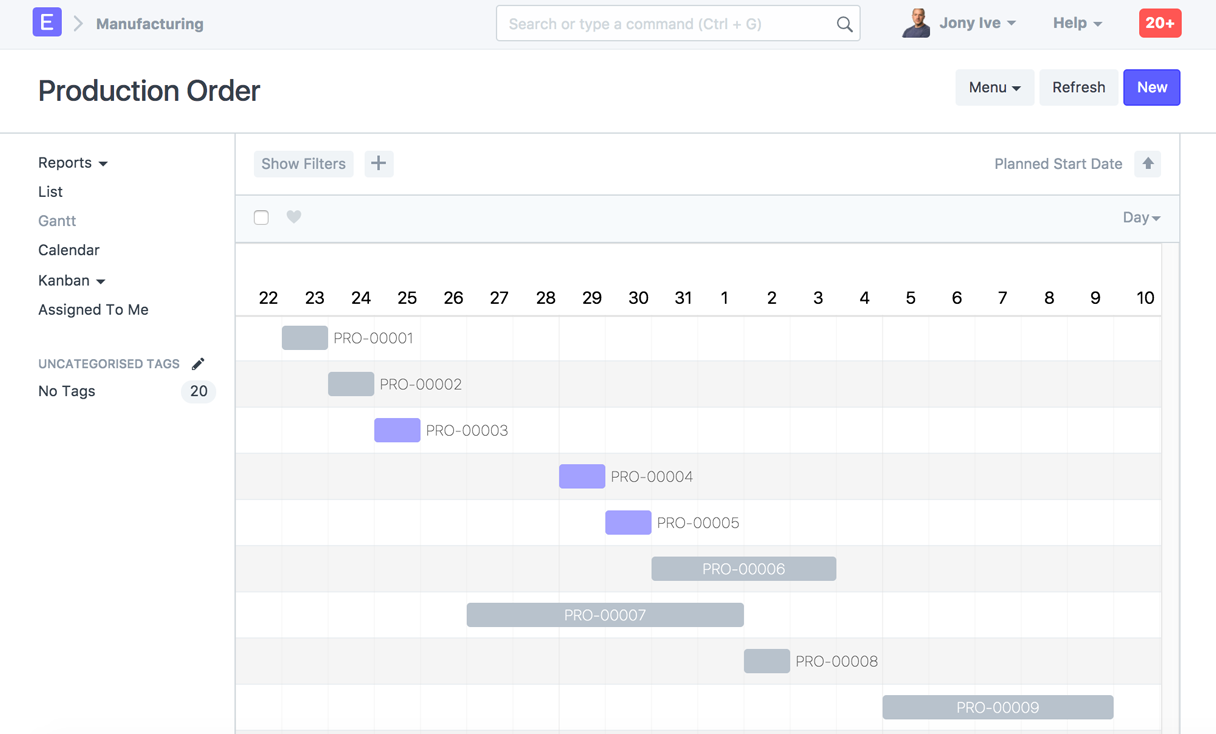 E Manufacturing Search or type a command (Ctrl + G) Jony Ive Help 20+
Production Order Menu Refresh New
Reports
List
Gantt
Calendar
Kanban
Assigned To Me
UNCATEGORISED TAGS
No Tags 20
Show Filters + Planned Start Date
Day
22 23 24 25 26 27 28 29 30 31 1 2 3 4 5 6 7 8 9 10
PRO-00001
PRO-00002
PRO-00003
PRO-00004
PRO-00005
PRO-00006
PRO-00007
PRO-00008
PRO-00009